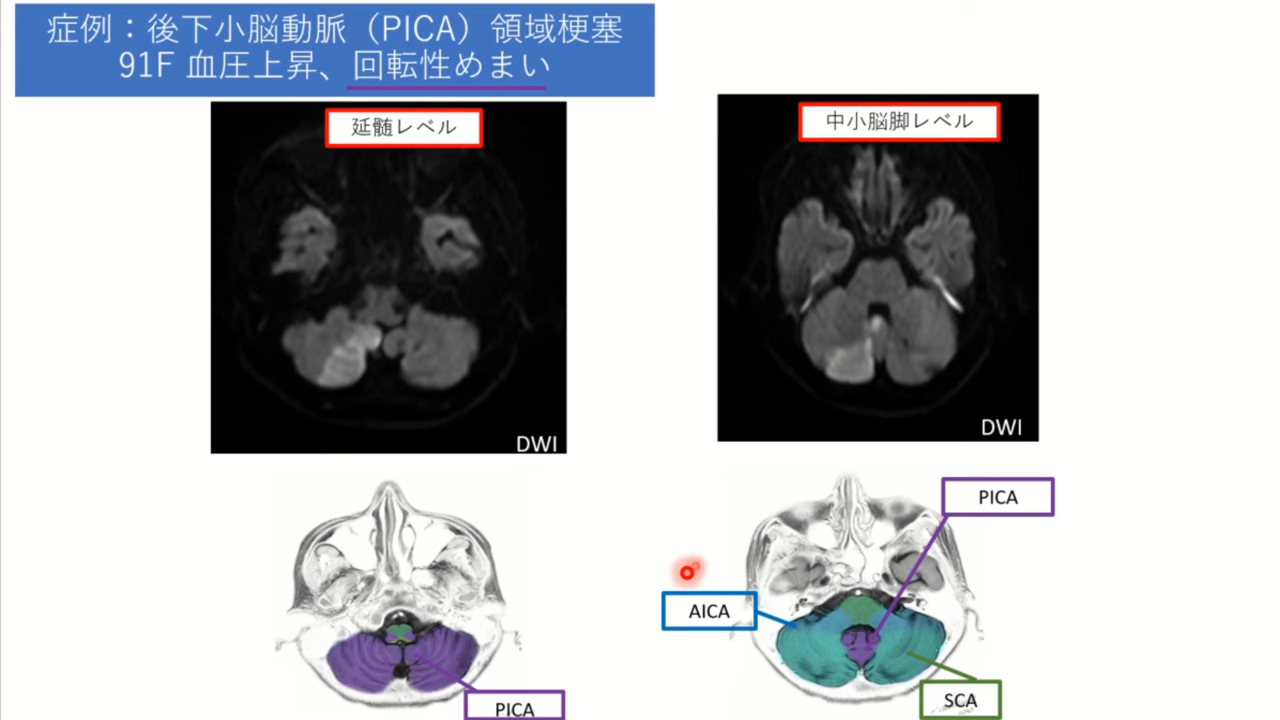 症例：後下小脳動脈（PICA）領域梗塞
91F 血圧上昇、回転性めまい
延髄レベル
中小脳脚レベル
DWI
DWI
PICA
AICA
PICA
SCA